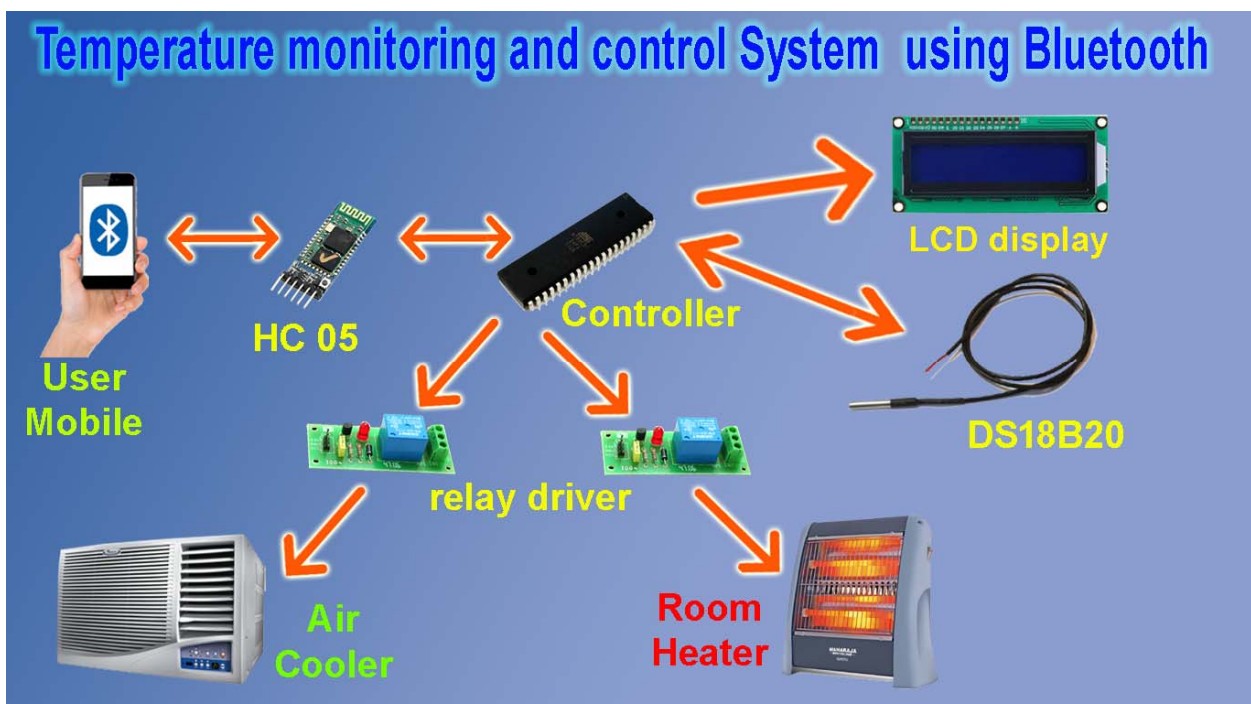 Temperature monitoring and control System using Bluetooth
LCD display
Controller
HC 05
User
Mobile
DS18B20
relay driver
Air
Cooler
Room
Heater
MAHARAJA